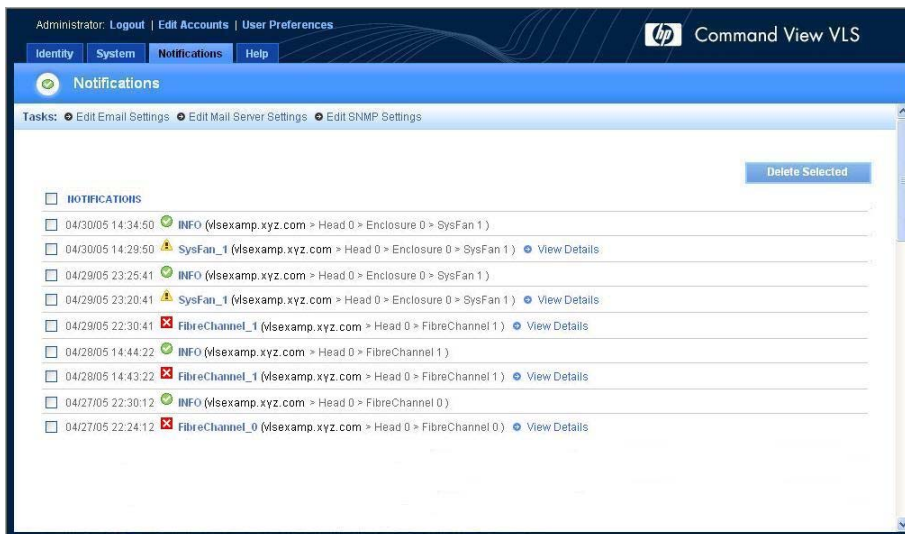 Administrator: Logout | Edit Accounts | User Preferences
hp Command View VLS
Identity System Notifications Help
Notifications
Tasks: Edit Email Settings Edit Mail Server Settings Edit SNMP Settings
Delete Selected
NOTIFICATIONS
04/30/05 14:34:50 INFO (vlsexamp.xyz.com > Head 0 > Enclosure 0 > SysFan 1 )
04/30/05 14:29:50 SysFan_1 (vlsexamp.xyz.com > Head 0 > Enclosure 0 > SysFan 1 ) View Details
04/29/05 23:25:41 INFO (vlsexamp.xyz.com > Head 0 > Enclosure 0 > SysFan 1 )
04/29/05 23:20:41 SysFan_1 (vlsexamp.xyz.com > Head 0 > Enclosure 0 > SysFan 1 ) View Details
04/29/05 22:30:41 FibreChannel_1 (vlsexamp.xyz.com > Head 0 > FibreChannel 1 ) View Details
04/28/05 14:44:22 INFO (vlsexamp.xyz.com > Head 0 > FibreChannel 1 )
04/28/05 14:43:22 FibreChannel_1 (vlsexamp.xyz.com > Head 0 > FibreChannel 1 ) View Details
04/27/05 22:30:12 INFO (vlsexamp.xyz.com > Head 0 > FibreChannel 0 )
04/27/05 22:24:12 FibreChannel_0 (vlsexamp.xyz.com > Head 0 > FibreChannel 0 ) View Details